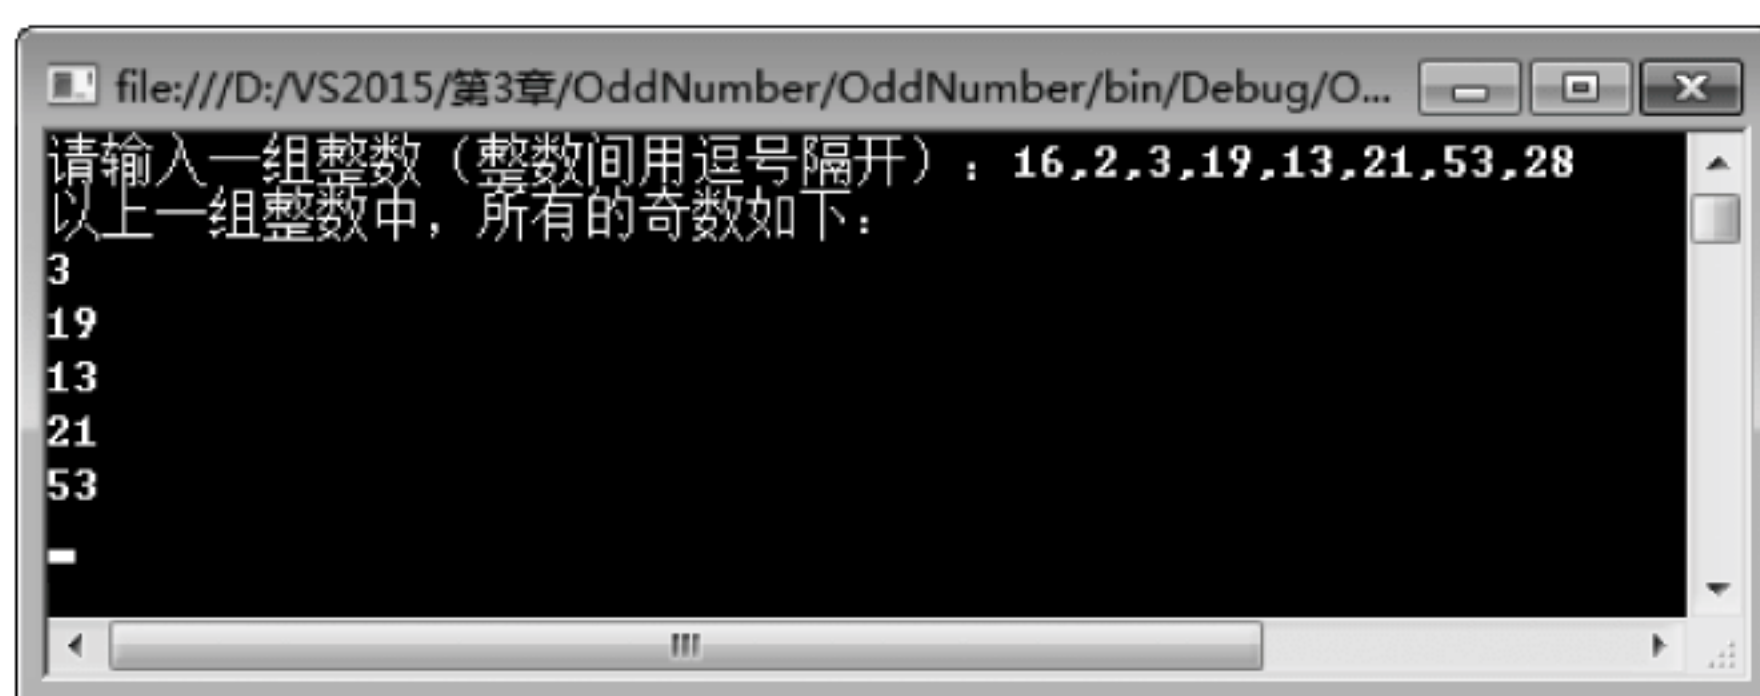 file:///D:/VS2015/第3章/OddNumber/OddNumber/bin/Debug/O...
请输入一组整数（整数间用逗号隔开）：16,2,3,19,13,21,53,28
以上一组整数中，所有的奇数如下：
3
19
13
21
53